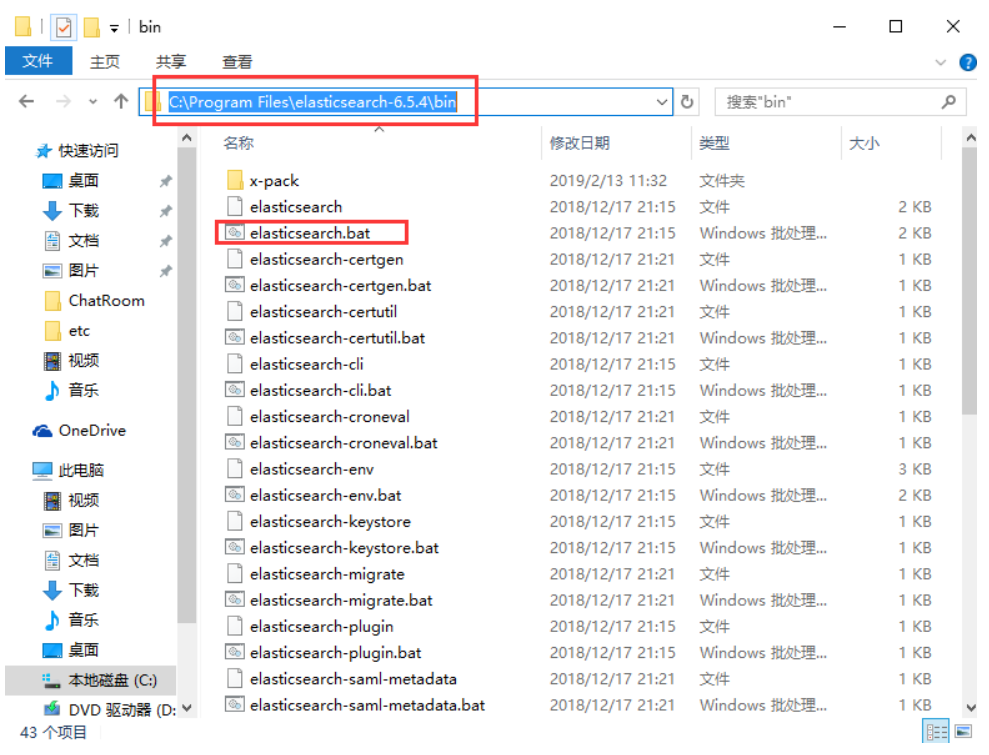 bin
文件 主页 共享 查看
C:\Program Files\elasticsearch-6.5.4\bin 搜索"bin"
名称 修改日期 类型 大小
快速访问
桌面
下载
文档
图片
ChatRoom
etc
视频
音乐
OneDrive
此电脑
视频
图片
文档
下载
音乐
桌面
本地磁盘 (C:)
DVD 驱动器 (D:
x-pack 2019/2/13 11:32 文件夹
elasticsearch 2018/12/17 21:15 文件 2 KB
elasticsearch.bat 2018/12/17 21:15 Windows 批处理... 2 KB
elasticsearch-certgen 2018/12/17 21:21 文件 1 KB
elasticsearch-certgen.bat 2018/12/17 21:21 Windows 批处理... 1 KB
elasticsearch-certutil 2018/12/17 21:21 文件 1 KB
elasticsearch-certutil.bat 2018/12/17 21:21 Windows 批处理... 1 KB
elasticsearch-cli 2018/12/17 21:15 文件 1 KB
elasticsearch-cli.bat 2018/12/17 21:15 Windows 批处理... 1 KB
elasticsearch-croneval 2018/12/17 21:21 文件 1 KB
elasticsearch-croneval.bat 2018/12/17 21:21 Windows 批处理... 1 KB
elasticsearch-env 2018/12/17 21:15 文件 3 KB
elasticsearch-env.bat 2018/12/17 21:15 Windows 批处理... 2 KB
elasticsearch-keystore 2018/12/17 21:15 文件 1 KB
elasticsearch-keystore.bat 2018/12/17 21:15 Windows 批处理... 1 KB
elasticsearch-migrate 2018/12/17 21:21 文件 1 KB
elasticsearch-migrate.bat 2018/12/17 21:21 Windows 批处理... 1 KB
elasticsearch-plugin 2018/12/17 21:15 文件 1 KB
elasticsearch-plugin.bat 2018/12/17 21:15 Windows 批处理... 1 KB
elasticsearch-saml-metadata 2018/12/17 21:21 文件 1 KB
elasticsearch-saml-metadata.bat 2018/12/17 21:21 Windows 批处理... 1 KB
43 个项目